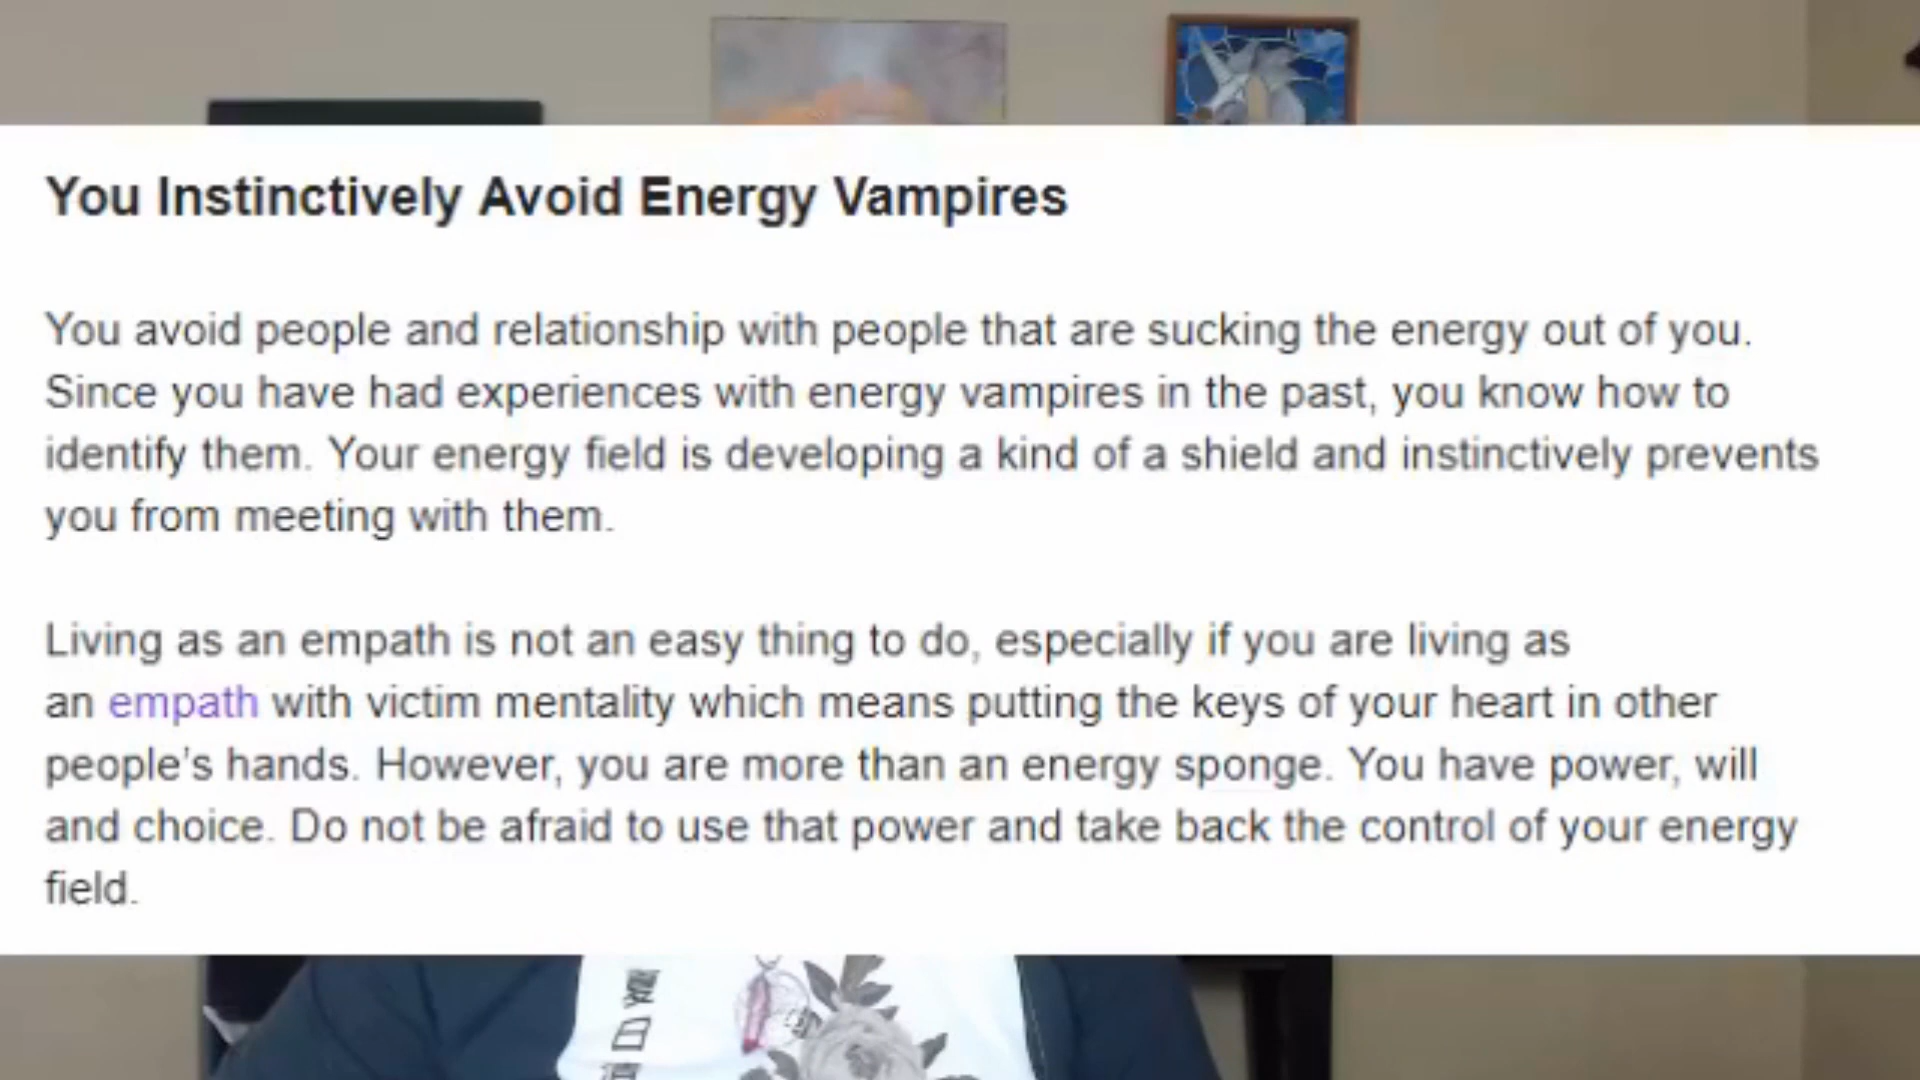 You Instinctively Avoid Energy Vampires
You avoid people and relationship with people that are sucking the energy out of you.
Since you have had experiences with energy vampires in the past, you know how to
identify them. Your energy field is developing a kind of a shield and instinctively prevents
you from meeting with them.
Living as an empath is not an easy thing to do, especially if you are living as
an empath with victim mentality which means putting the keys of your heart in other
people's hands. However, you are more than an energy sponge. You have power, will
and choice. Do not be afraid to use that power and take back the control of your energy
field.